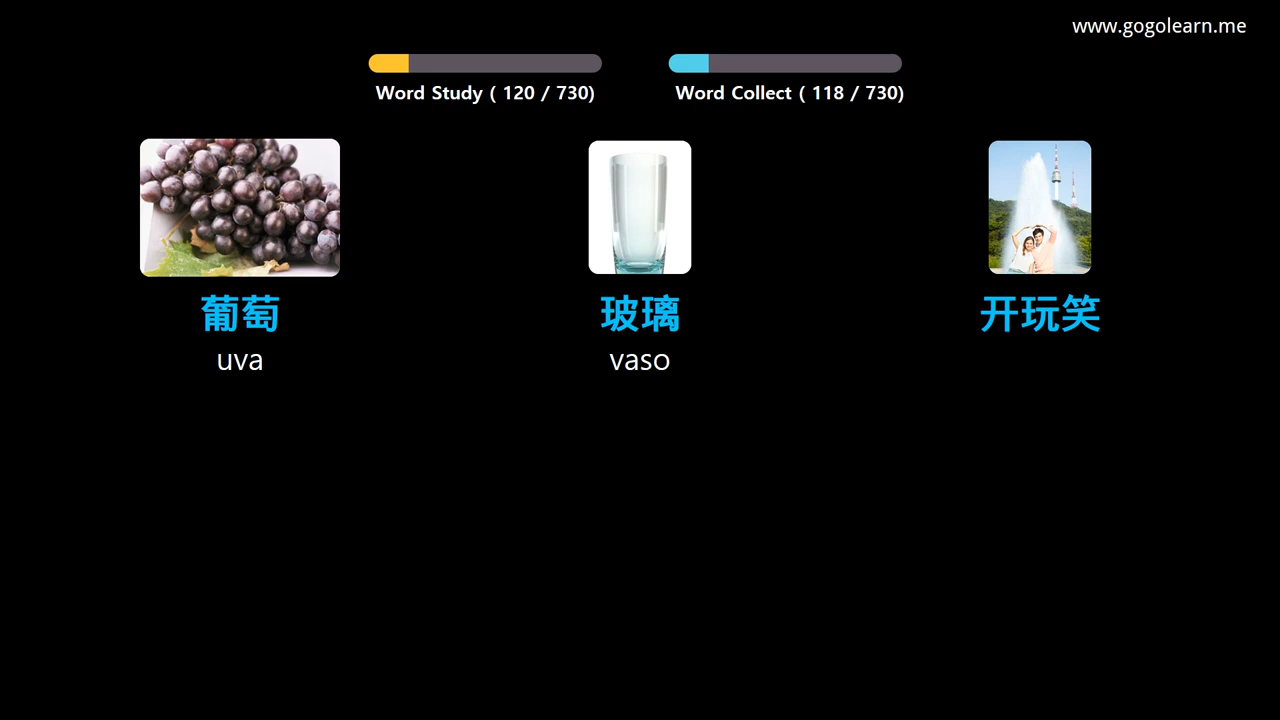 www.gogolearn.me
Word Study ( 120 / 730)
Word Collect ( 118 / 730)
葡萄
玻璃
开玩笑
uva
vaso